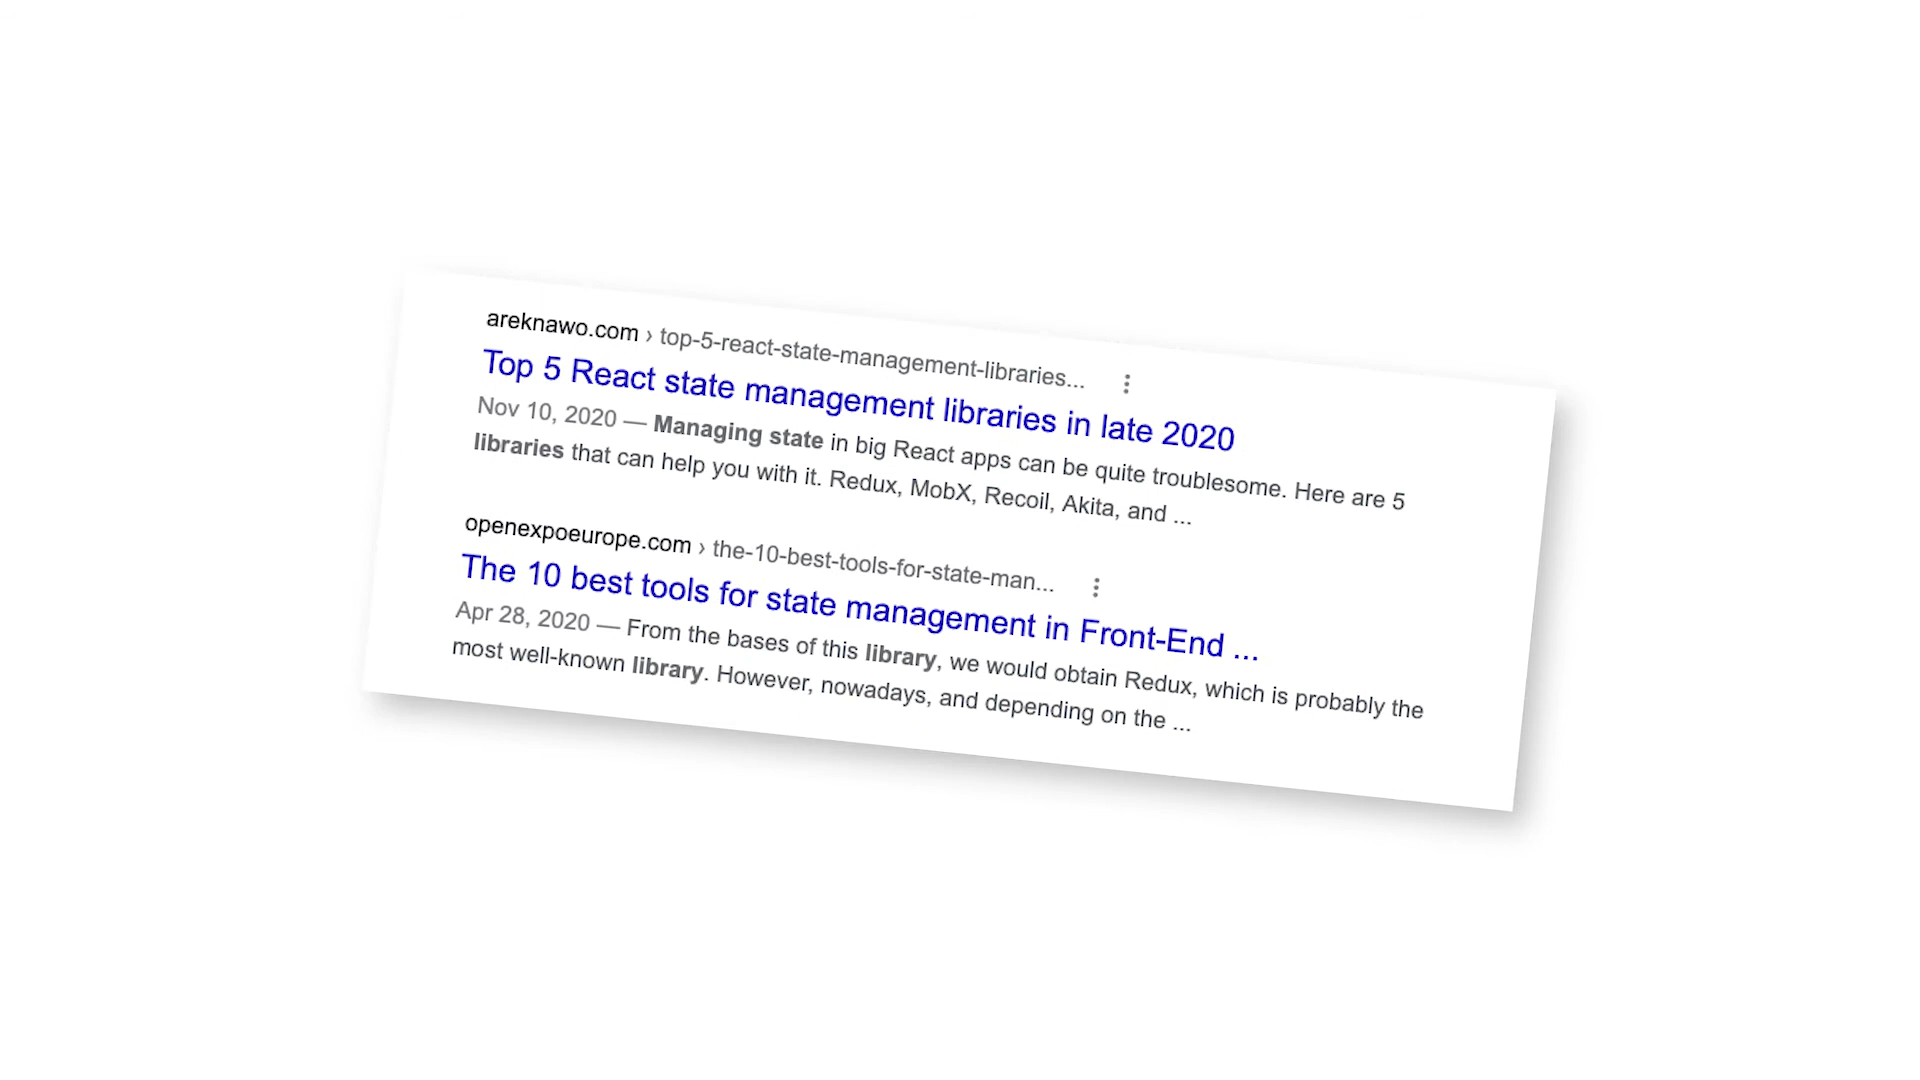 areknawo.com › top-5-react-state-management-libraries...
Top 5 React state management libraries in late 2020
Nov 10, 2020 — Managing state in big React apps can be quite troublesome. Here are 5
libraries that can help you with it. Redux, MobX, Recoil, Akita, and ...
openexpoeurope.com › the-10-best-tools-for-state-man...
The 10 best tools for state management in Front-End ...
Apr 28, 2020 — From the bases of this library, we would obtain Redux, which is probably the
most well-known library. However, nowadays, and depending on the ...